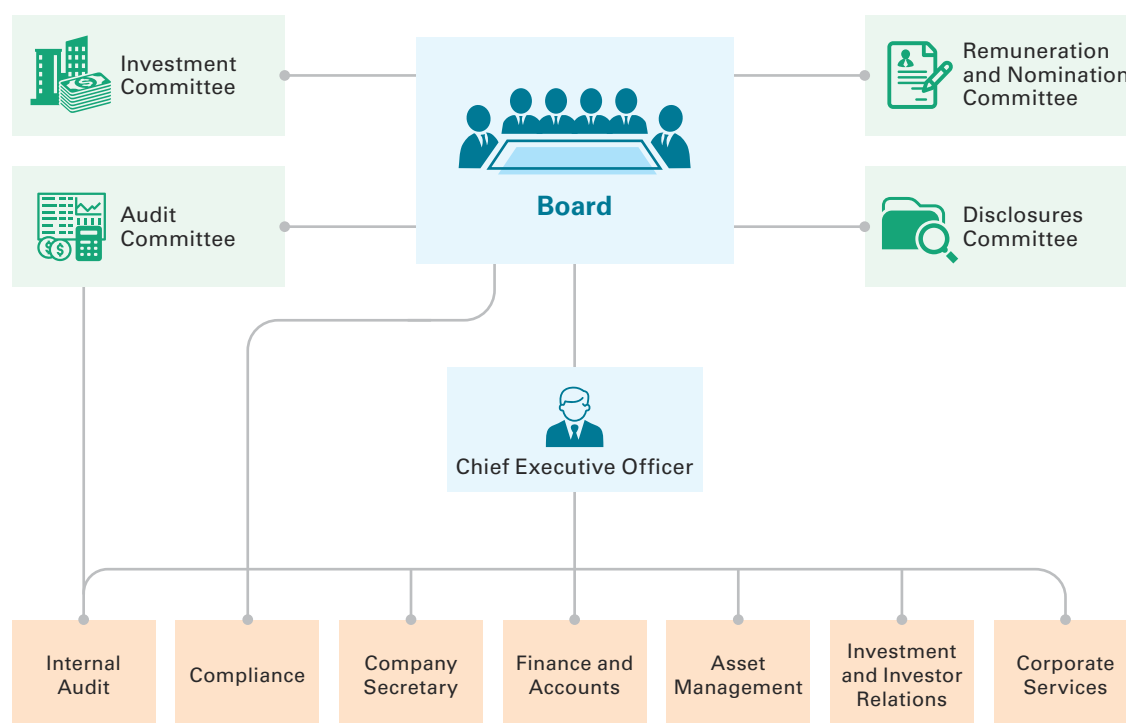 Investment
Committee
Remuneration
and Nomination
Committee
Board
Audit
Committee
Disclosures
Committee
Chief Executive Officer
Internal
Audit
Compliance
Company
Secretary
Finance and
Accounts
Asset
Management
Investment
and Investor
Relations
Corporate
Services